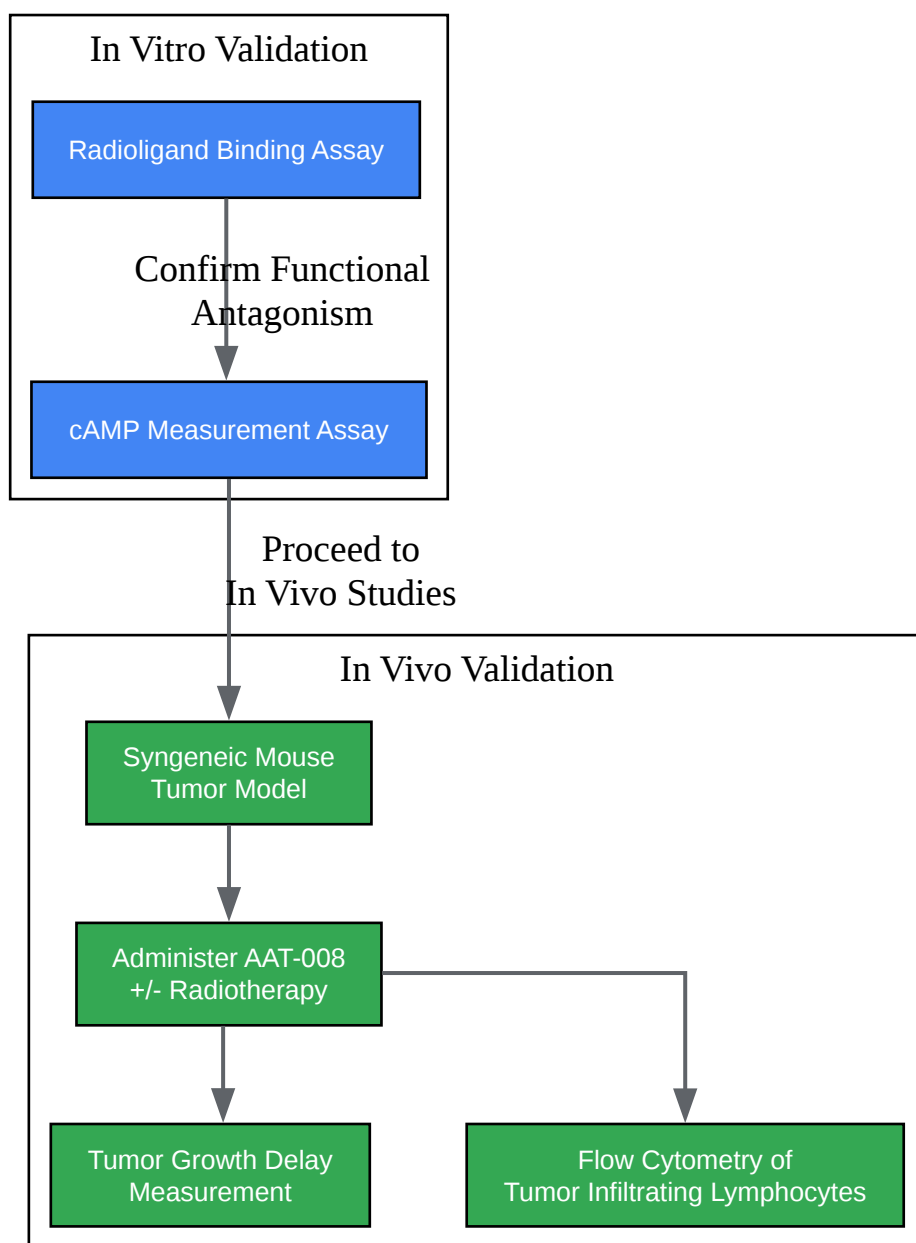 In Vitro Validation
Radioligand Binding Assay
Confirm Functional
Antagonism
cAMP Measurement Assay
Proceed to
In Vivo Studies
In Vivo Validation
Syngeneic Mouse
Tumor Model
Administer AAT-008
+/- Radiotherapy
Tumor Growth Delay
Measurement
Flow Cytometry of
Tumor Infiltrating Lymphocytes